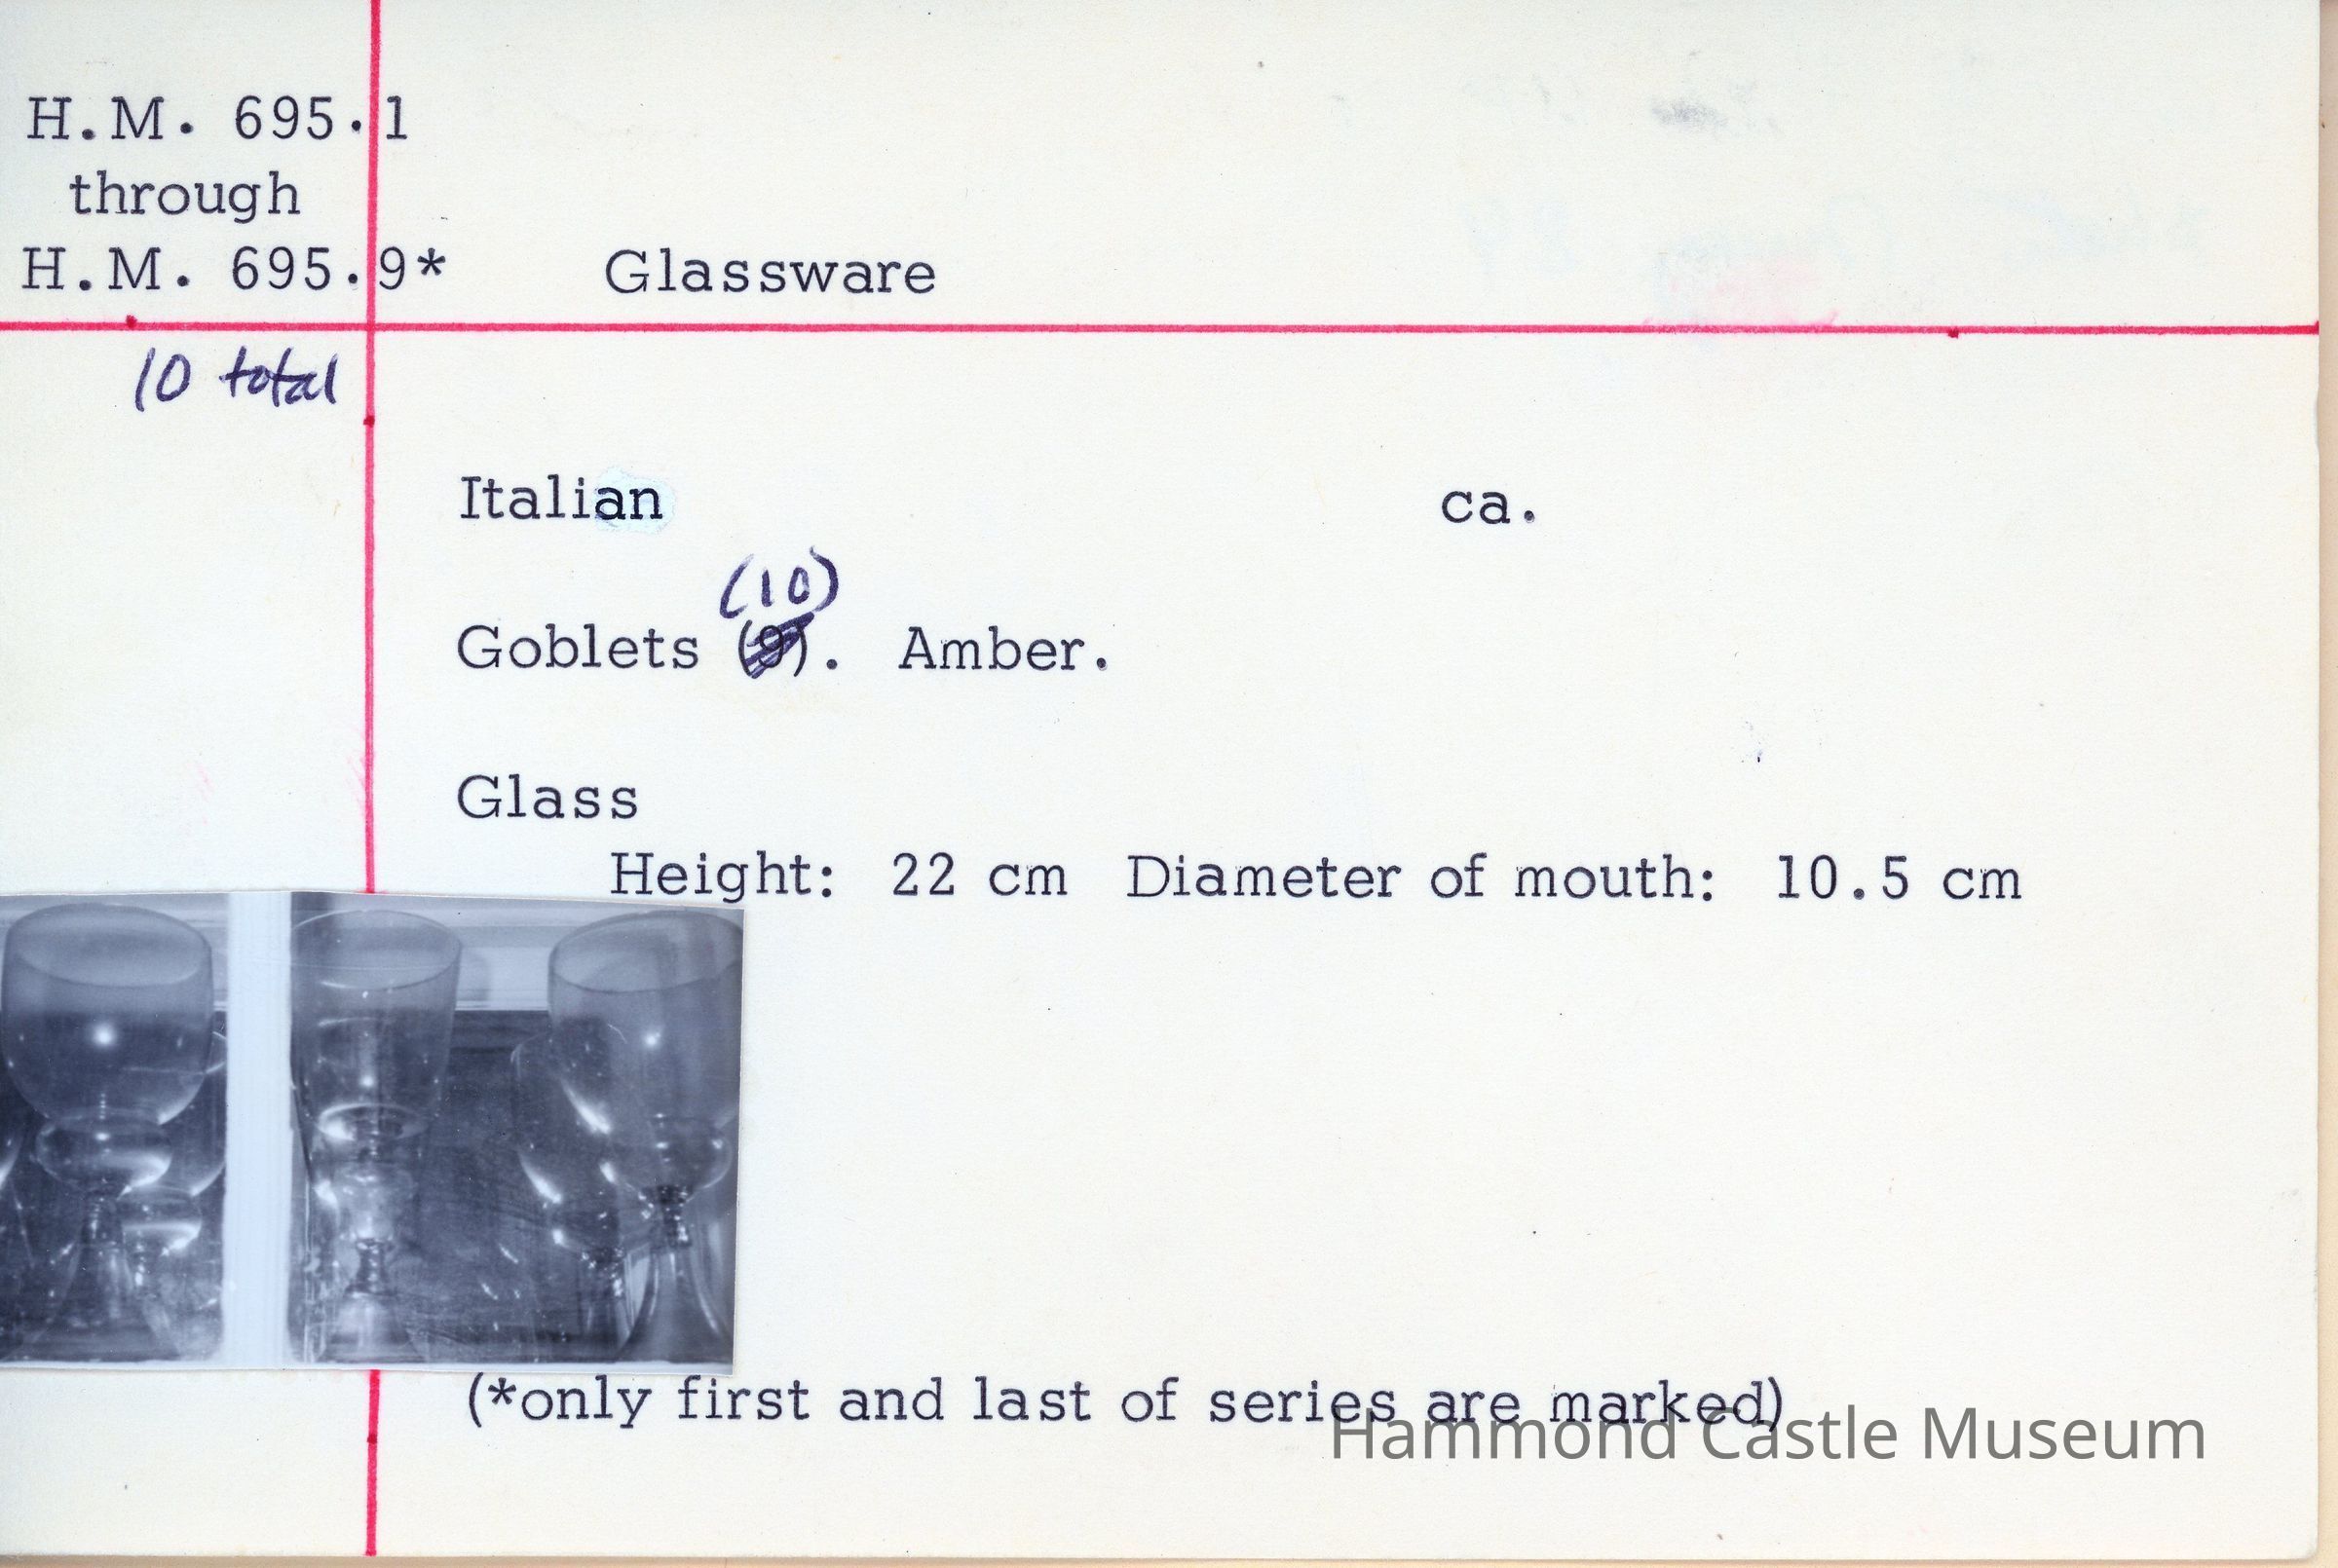 H.M. 695.1
through
H.M. 695.9* Glassware
10 total
Italian ca.
(10)
Goblets (9). Amber.
Glass
Height: 22 cm Diameter of mouth: 10.5 cm
(*only first and last of series are marked)
Hammond Castle Museum